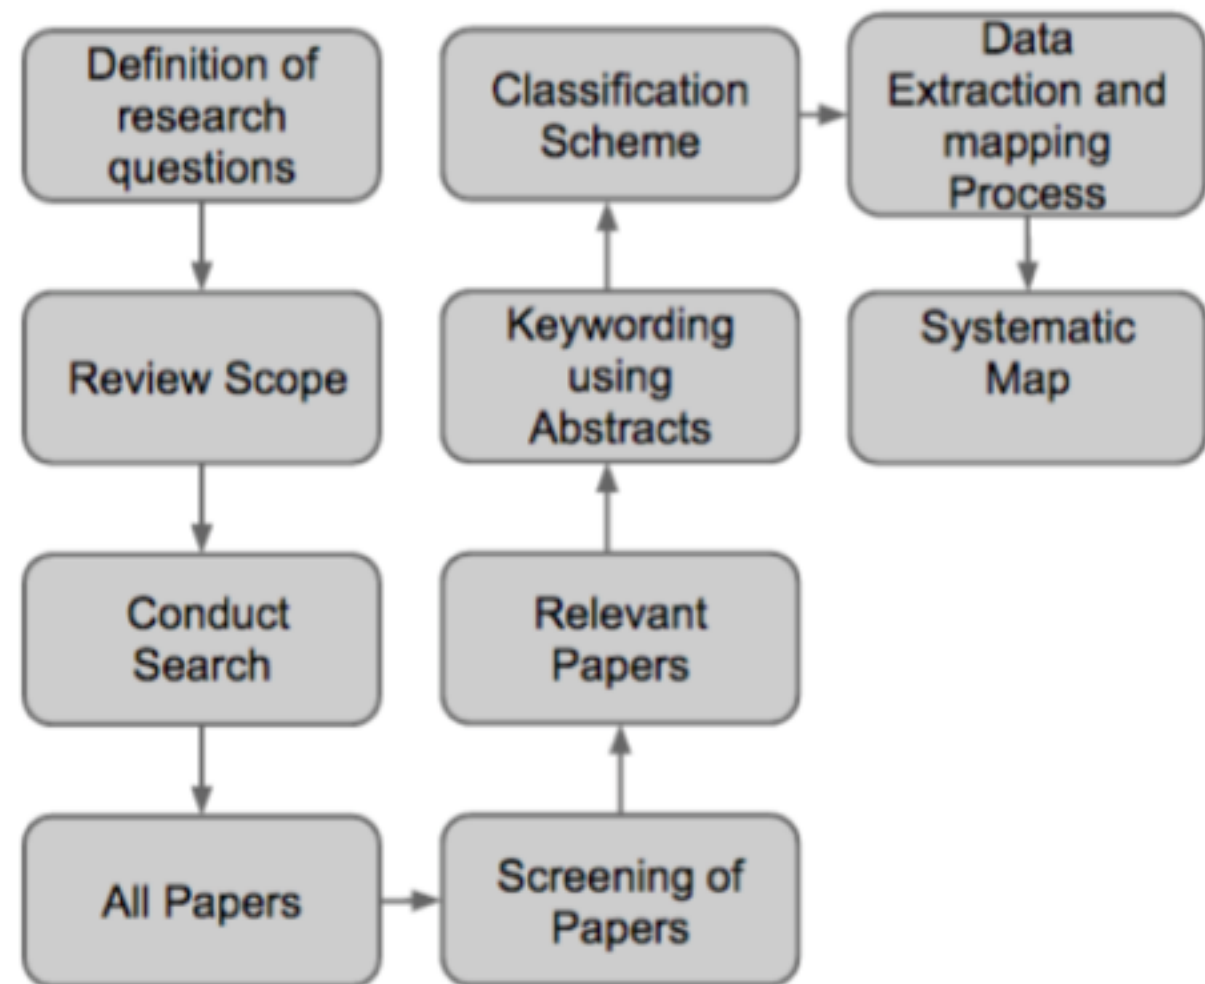 Definition of
research
questions
Review Scope
Conduct
Search
All Papers
Screening of
Papers
Relevant
Papers
Keywording
using
Abstracts
Classification
Scheme
Data
Extraction and
mapping
Process
Systematic
Map